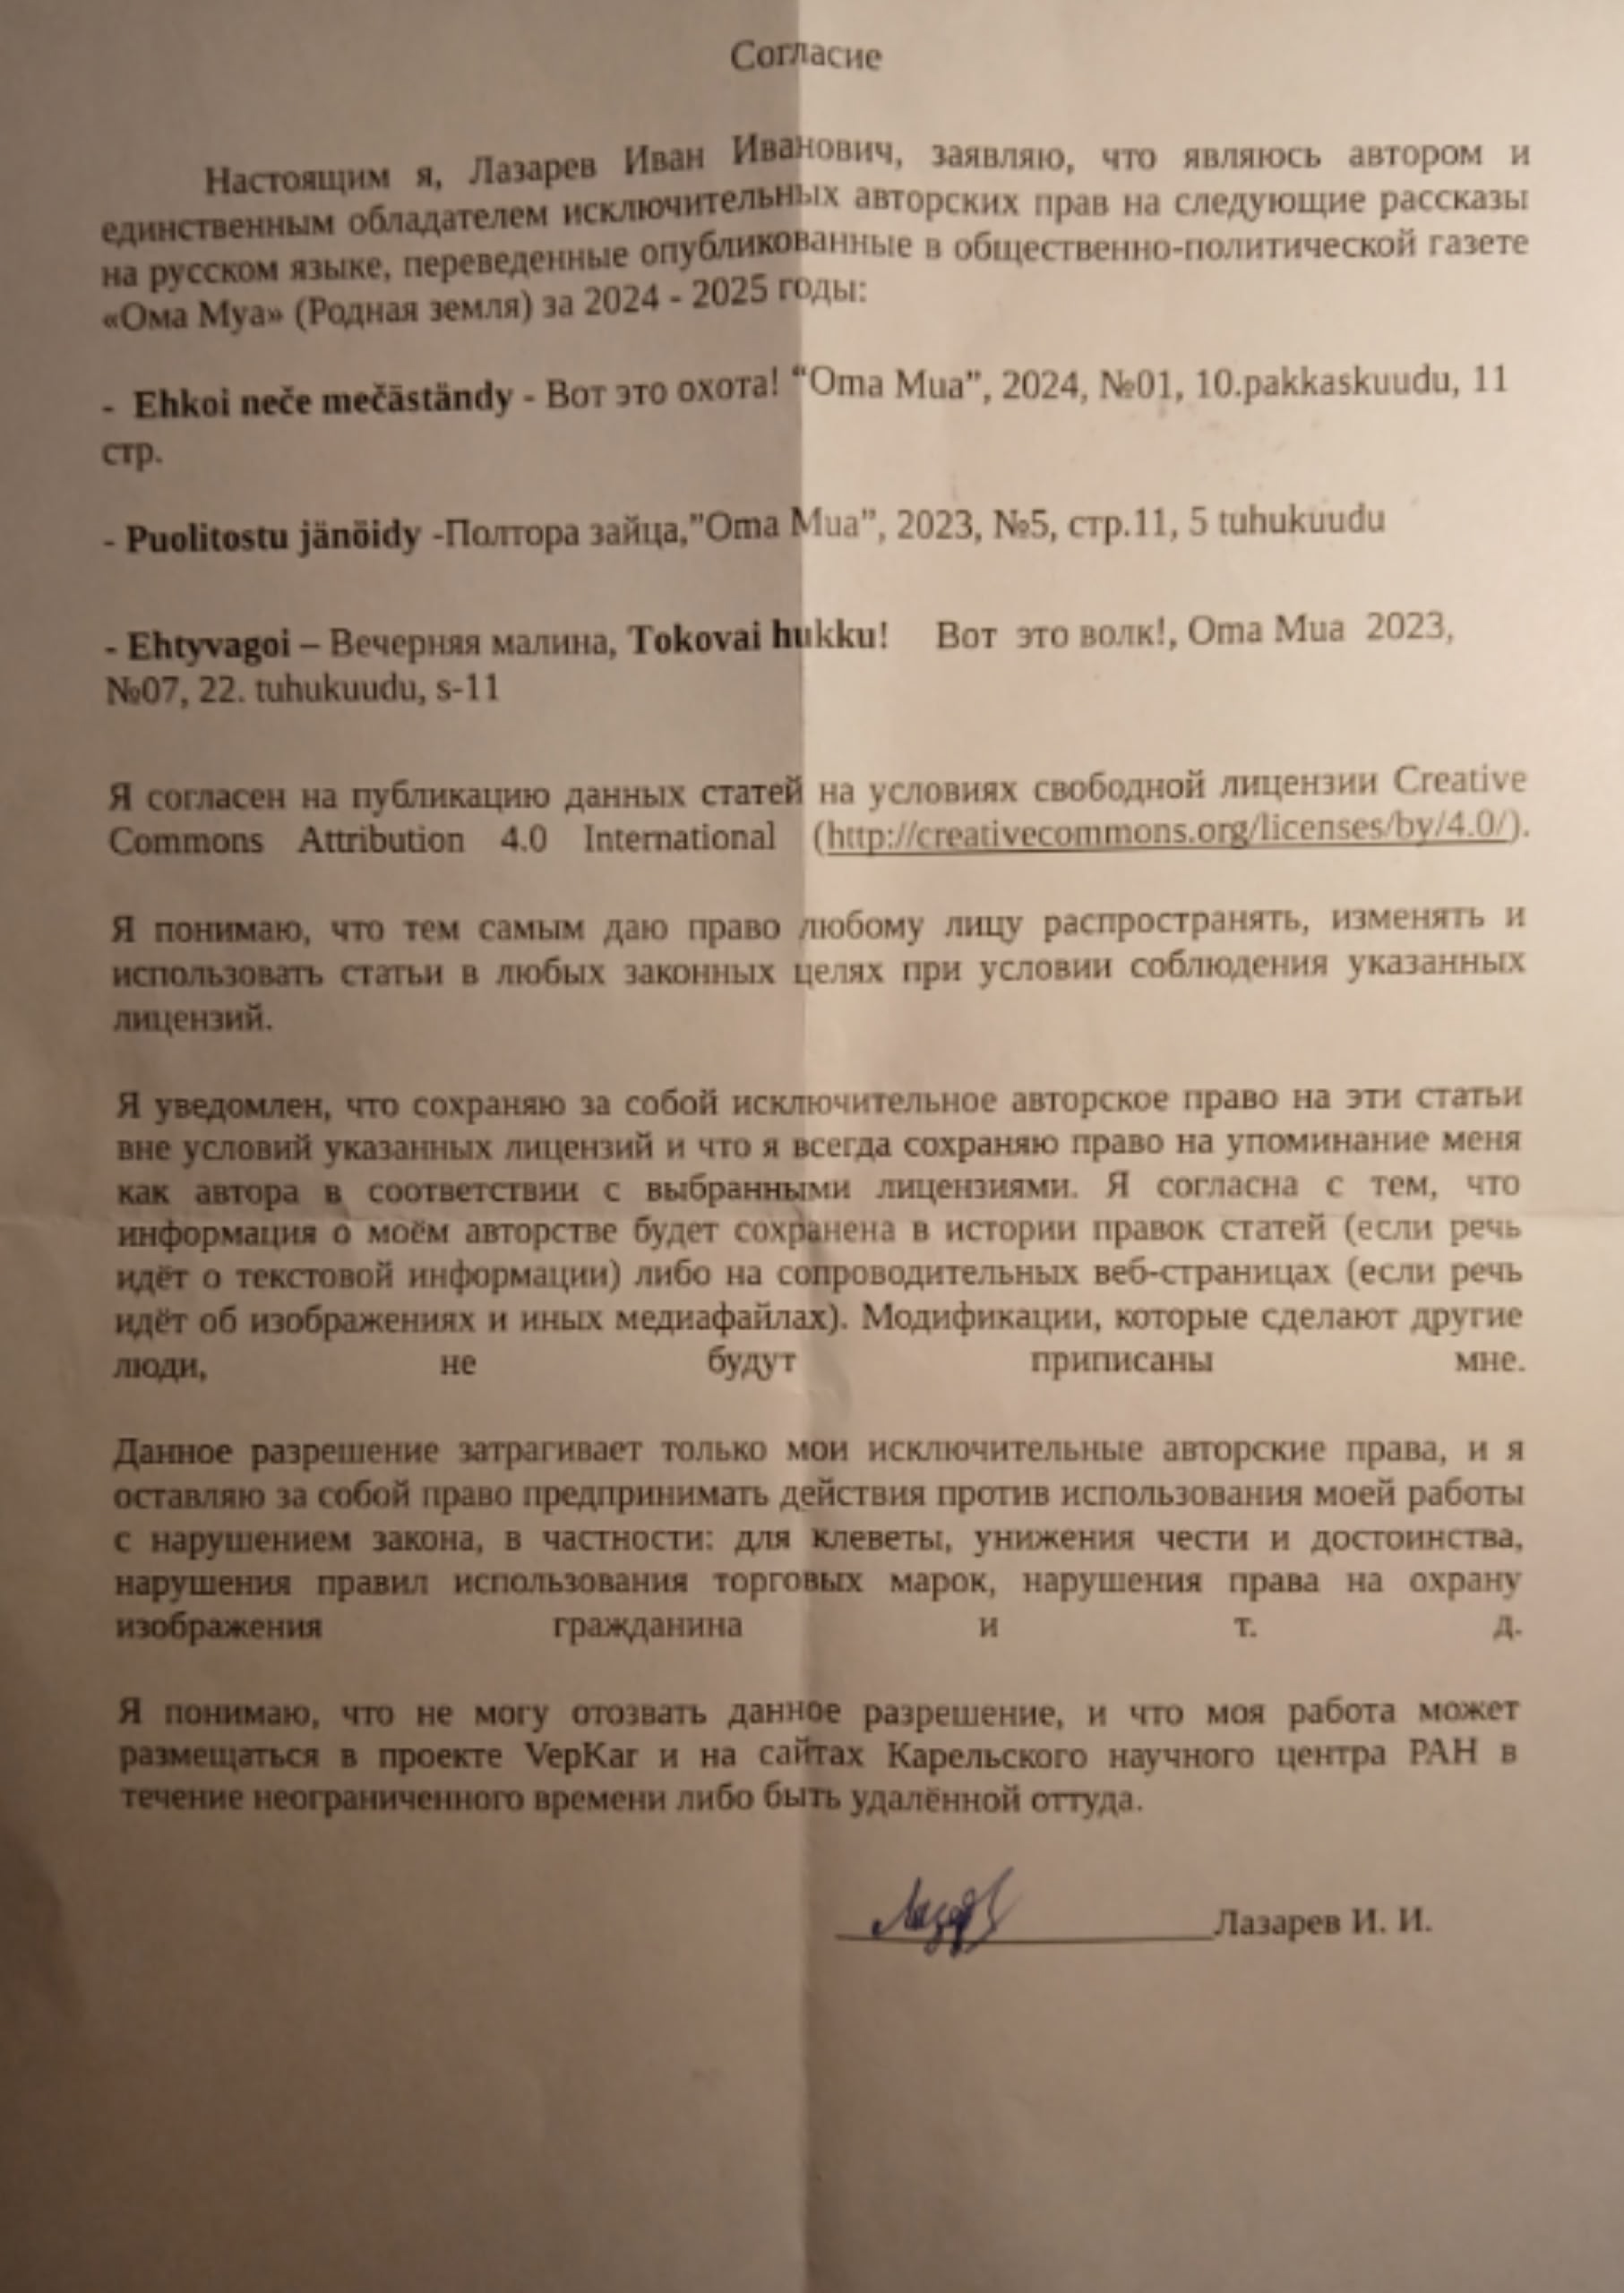 Согласие
Настоящим я, Лазарев Иван Иванович, заявляю, что являюсь автором и
единственным обладателем исключительных авторских прав на следующие рассказы
на русском языке, переведенные опубликованные в общественно-политической газете
«Ома Муа» (Родная земля) за 2024 - 2025 годы:
- Ehkoi neče mečäständy - Вот это охота! “Oma Mua”, 2024, №01, 10.pakkaskuudu, 11
стр.
- Puolitostu jänöidy -Полтора зайца,”Oma Mua”, 2023, №5, стр.11, 5 tuhukuudu
- Ehtyvagoi – Вечерняя малина, Tokovai hukku! Вот это волк!, Oma Mua 2023,
№07, 22. tuhukuudu, s-11
Я согласен на публикацию данных статей на условиях свободной лицензии Creative
Commons Attribution 4.0 International (http://creativecommons.org/licenses/by/4.0/).
Я понимаю, что тем самым даю право любому лицу распространять, изменять и
использовать статьи в любых законных целях при условии соблюдения указанных
лицензий.
Я уведомлен, что сохраняю за собой исключительное авторское право на эти статьи
вне условий указанных лицензий и что я всегда сохраняю право на упоминание меня
как автора в соответствии с выбранными лицензиями. Я согласна с тем, что
информация о моём авторстве будет сохранена в истории правок статей (если речь
идёт о текстовой информации) либо на сопроводительных веб-страницах (если речь
идёт об изображениях и иных медиафайлах). Модификации, которые сделают другие
люди, не будут приписаны мне.
Данное разрешение затрагивает только мои исключительные авторские права, и я
оставляю за собой право предпринимать действия против использования моей работы
с нарушением закона, в частности: для клеветы, унижения чести и достоинства,
нарушения правил использования торговых марок, нарушения права на охрану
изображения гражданина и т. д.
Я понимаю, что не могу отозвать данное разрешение, и что моя работа может
размещаться в проекте VepKar и на сайтах Карельского научного центра РАН в
течение неограниченного времени либо быть удалённой оттуда.
Лазарев И. И.